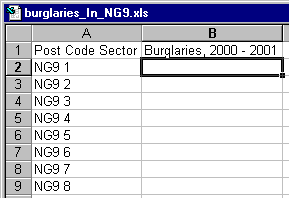 burglaries_In_NG9.xls
A B
1 Post Code Sector Burglaries, 2000 - 2001
2 NG9 1
3 NG9 2
4 NG9 3
5 NG9 4
6 NG9 5
7 NG9 6
8 NG9 7
9 NG9 8